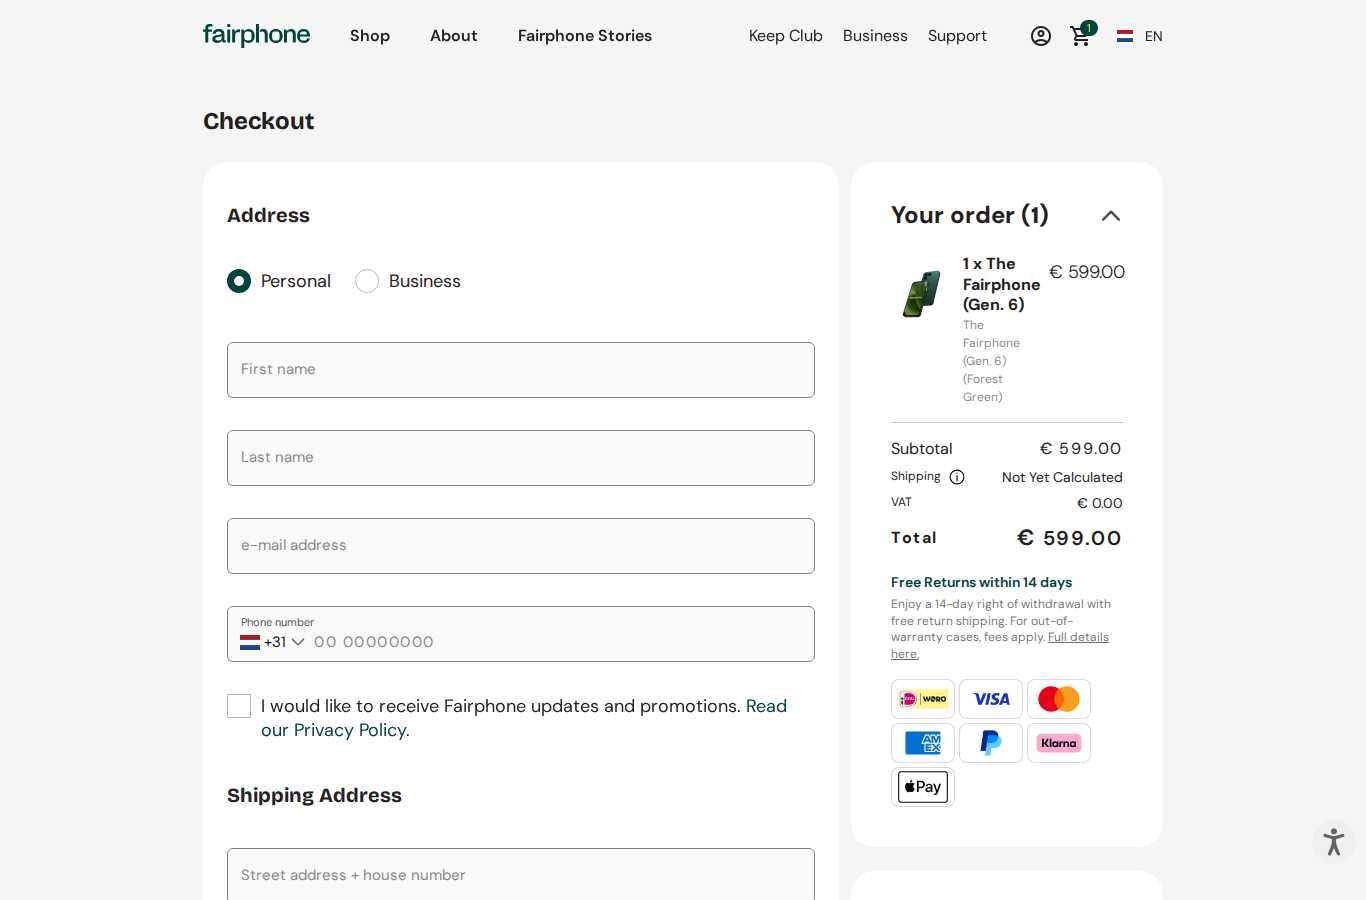 fairphone
Shop
About
Fairphone Stories
Keep Club
Business
Support
1
EN
Checkout
Address
Personal
Business
First name
Last name
e-mail address
Phone number
+31
00 00000000
I would like to receive Fairphone updates and promotions. Read
our Privacy Policy.
Shipping Address
Street address + house number
Your order (1)
1 x The
Fairphone
(Gen. 6)
€ 599.00
The
Fairphone
(Gen. 6)
(Forest
Green)
Subtotal
€ 599.00
Shipping
Not Yet Calculated
VAT
€ 0.00
Total
€ 599.00
Free Returns within 14 days
Enjoy a 14-day right of withdrawal with
free return shipping. For out-of-
warranty cases, fees apply. Full details
here.
iDEAL | WERO
VISA
AMEX
Klarna
Pay